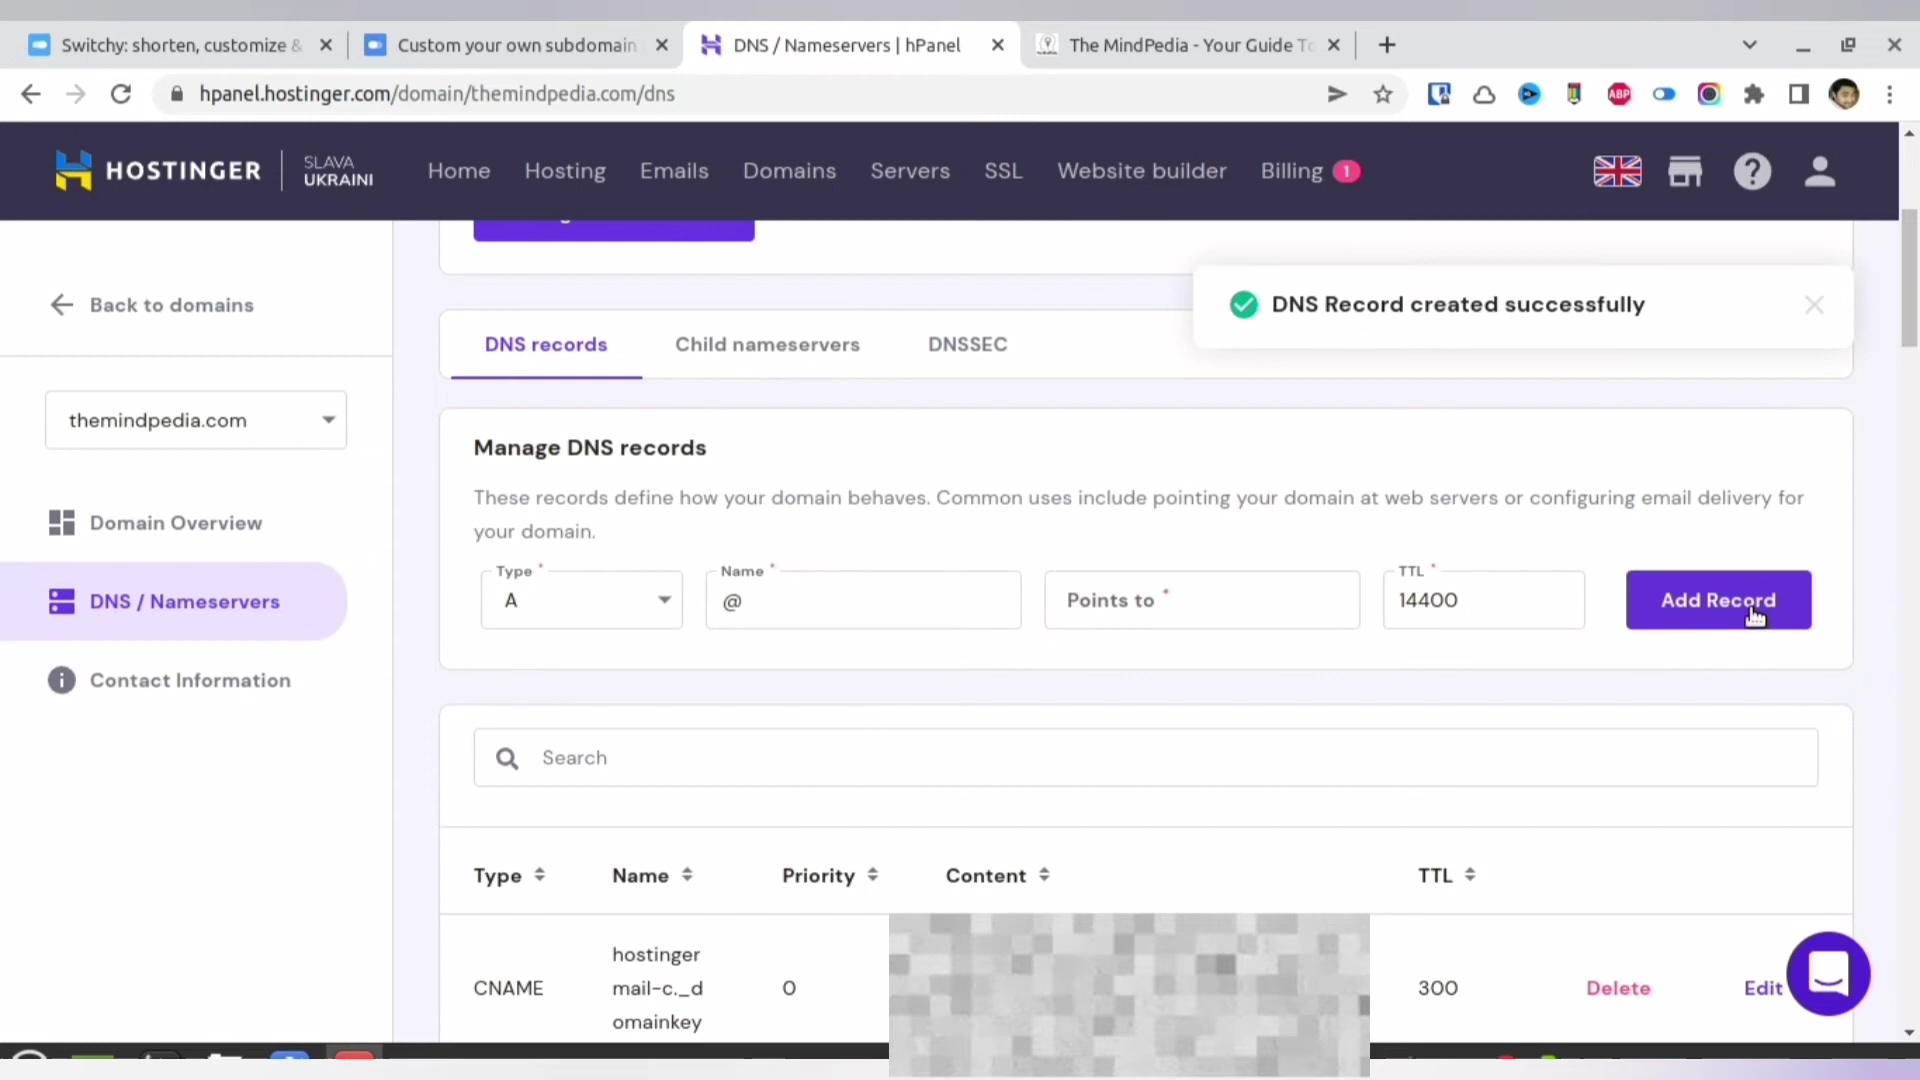 Switchy: shorten, customize &
Custom your own subdomain
DNS / Nameservers | hPanel
The MindPedia - Your Guide To
hpanel.hostinger.com/domain/themindpedia.com/dns
ABP
HOSTINGER
SLAVA
UKRAINI
Home
Hosting
Emails
Domains
Servers
SSL
Website builder
Billing 1
Back to domains
DNS Record created successfully
DNS records
Child nameservers
DNSSEC
themindpedia.com
Manage DNS records
These records define how your domain behaves. Common uses include pointing your domain at web servers or configuring email delivery for
your domain.
Domain Overview
DNS / Nameservers
Contact Information
Type *
A
Name *
@
Points to *
TTL *
14400
Add Record
Search
Type
Name
Priority
Content
TTL
CNAME
hostinger
mail-c._d
omainkey
0
300
Delete
Edit